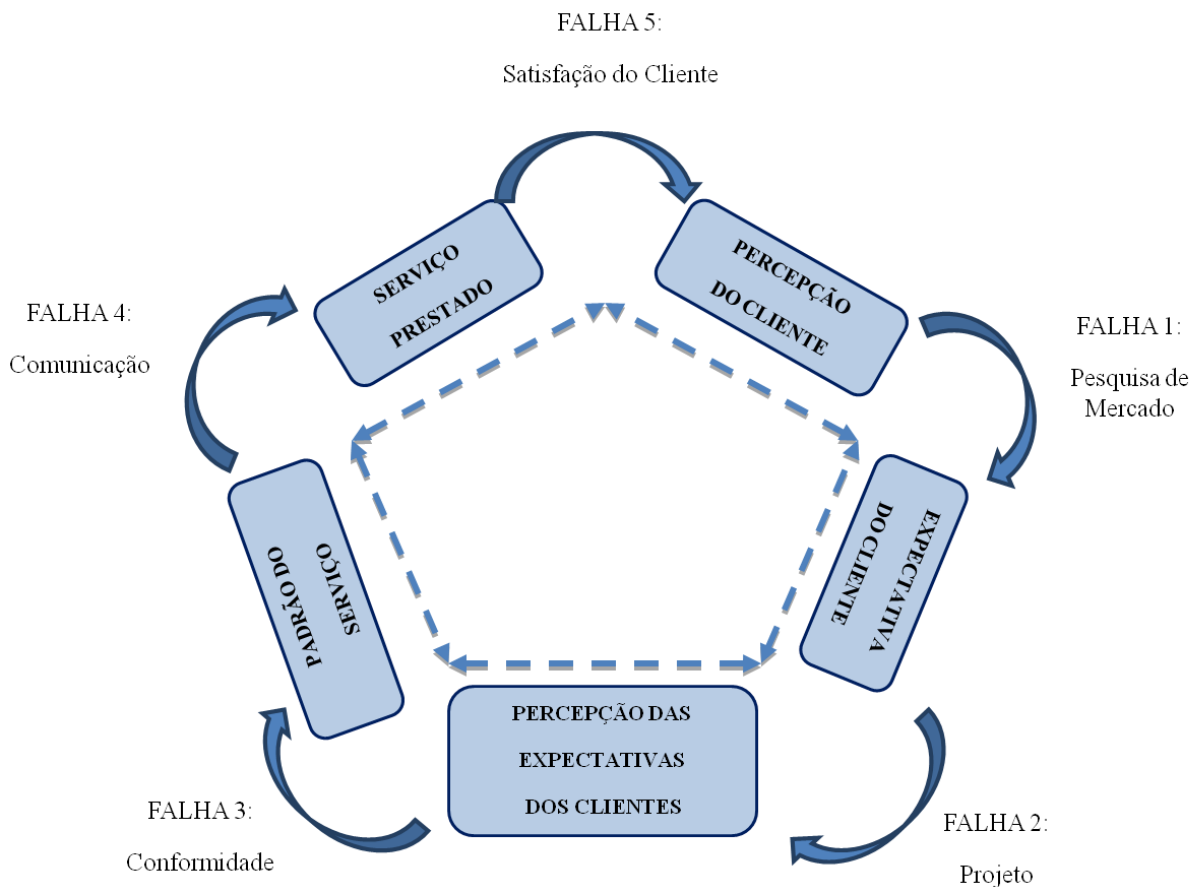 FALHA 5:
Satisfação do Cliente
SERVIÇO
PRESTADO
PERCEPÇÃO
DO CLIENTE
FALHA 4:
Comunicação
FALHA 1:
Pesquisa de
Mercado
PADRÃO DO
SERVIÇO
EXPECTATIVA
DO CLIENTE
PERCEPÇÃO DAS
EXPECTATIVAS
DOS CLIENTES
FALHA 3:
Conformidade
FALHA 2:
Projeto